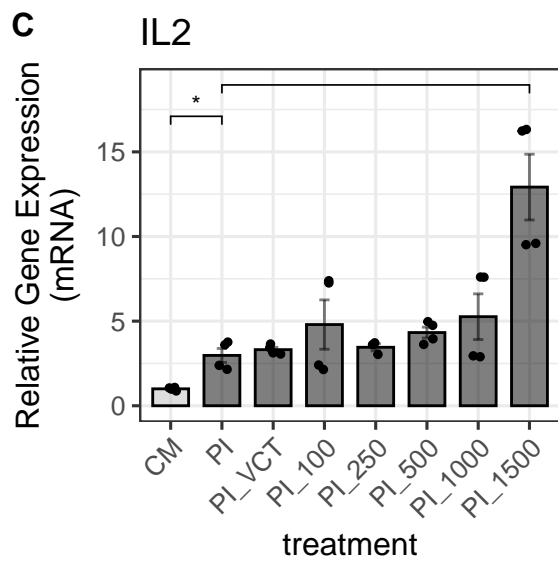 C
IL2
Relative Gene Expression
(mRNA)
*
15
10
5
0
CM
PI
PI_VCT
PI_100
PI_250
PI_500
PI_1000
PI_1500
treatment